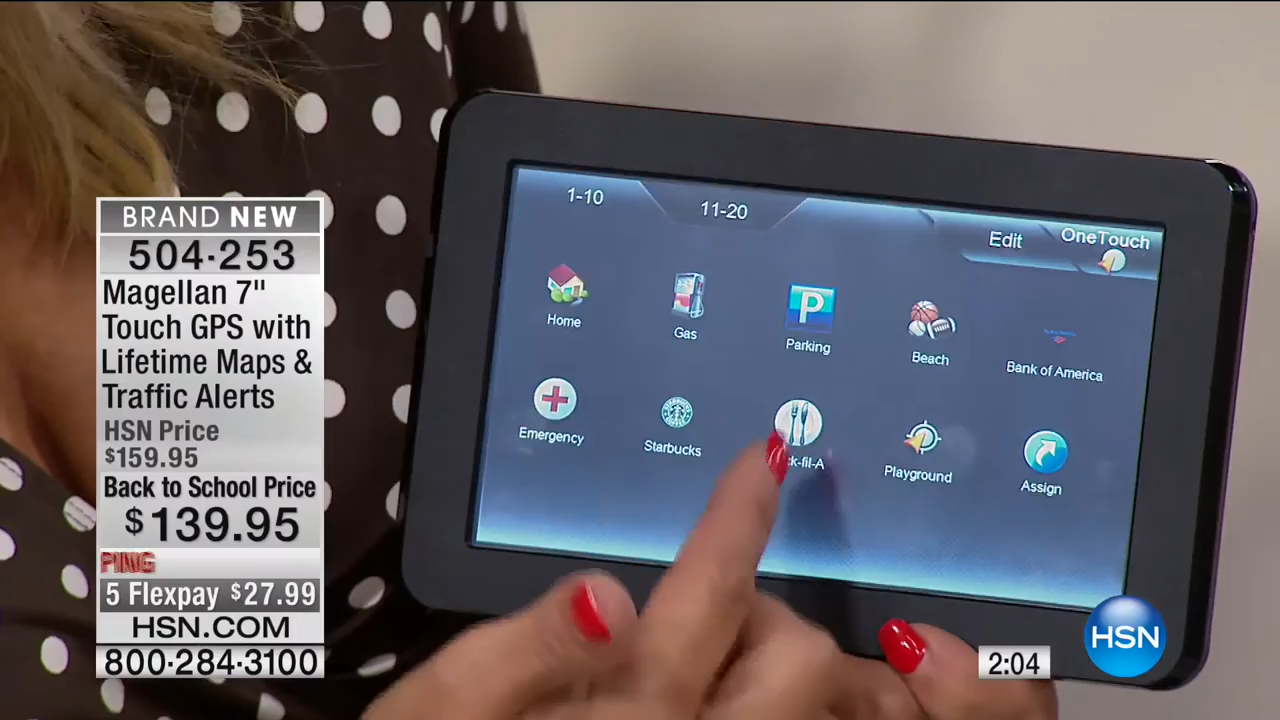 BRAND NEW
504-253
Magellan 7"
Touch GPS with
Lifetime Maps &
Traffic Alerts
HSN Price
$159.95
Back to School Price
$139.95
5 Flexpay $27.99
HSN.COM
800-284-3100
1-10
11-20
Edit
OneTouch
Home
Gas
P
Parking
Beach
Bank of America
Emergency
Starbucks
k-fil-A
Playground
Assign
2:04
HSN